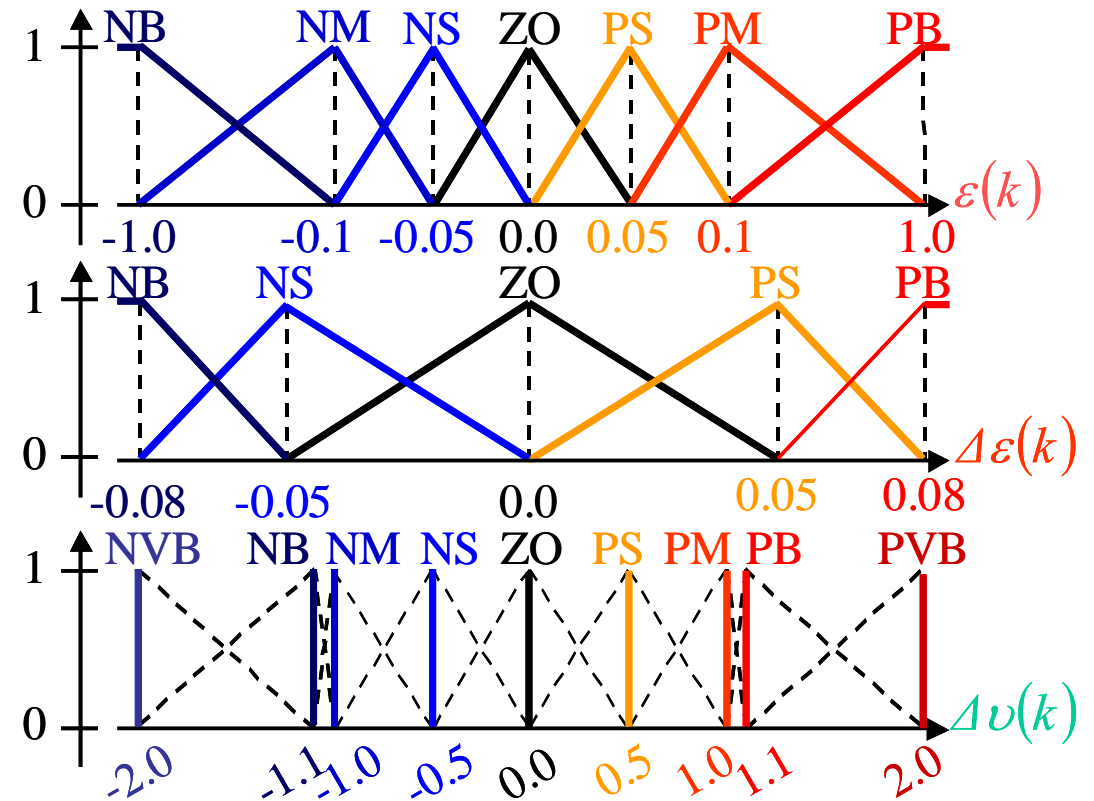 NB NM NS ZO PS PM PB
1
0
ε(k)
-1.0 -0.1 -0.05 0.0 0.05 0.1 1.0
NB NS ZO PS PB
1
0
Δε(k)
-0.08 -0.05 0.0 0.05 0.08
NVB NB NM NS ZO PS PM PB PVB
1
0
Δυ(k)
-2.0 -1.1 -1.0 -0.5 0.0 0.5 1.0 1.1 2.0